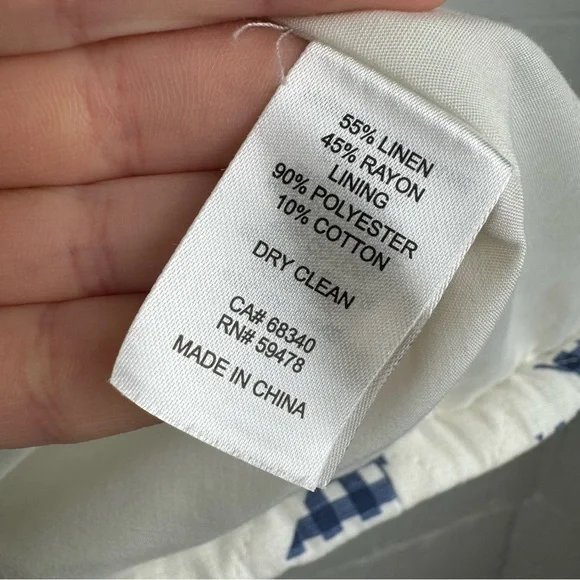 55% LINEN
45% RAYON
LINING
90% POLYESTER
10% COTTON
DRY CLEAN
CA# 68340
RN# 59478
MADE IN CHINA